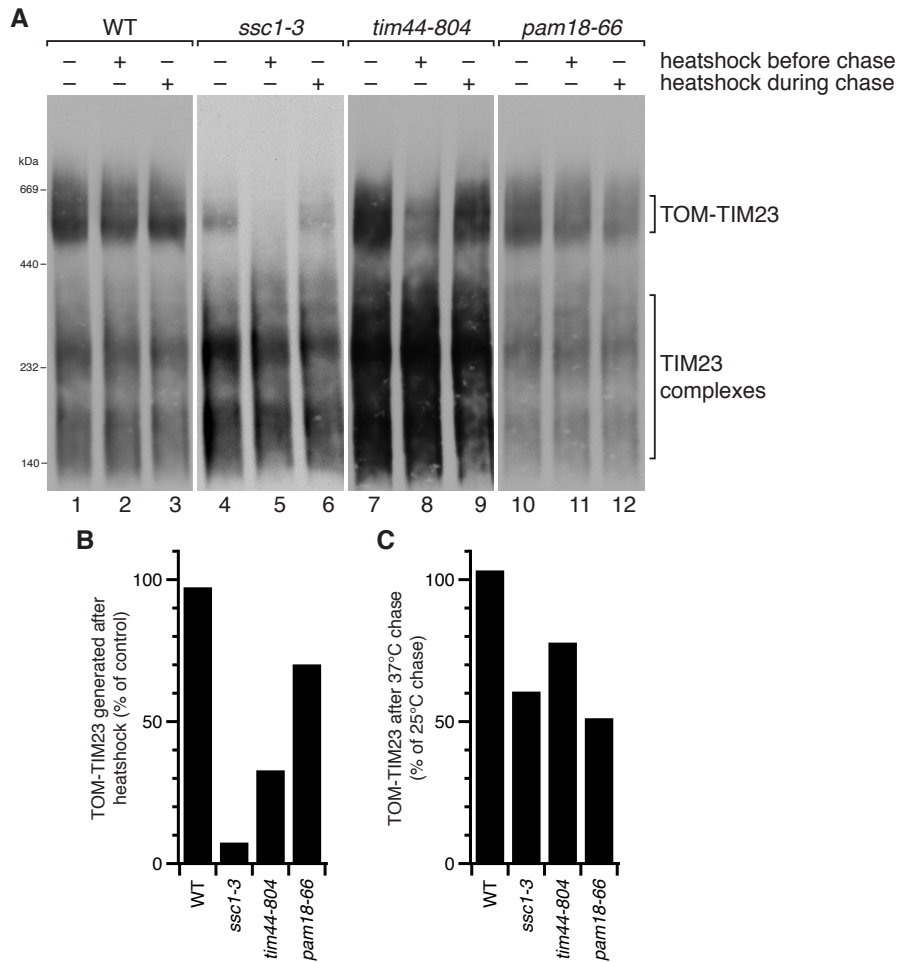 A
WT ssc1-3 tim44-804 pam18-66
– + – – + – – + – – + – heatshock before chase
– – + – – + – – + – – + heatshock during chase
kDa
669
440
232
140
TOM-TIM23
TIM23
complexes
1 2 3 4 5 6 7 8 9 10 11 12
B
TOM-TIM23 generated after
heatshock (% of control)
100
50
0
WT
ssc1-3
tim44-804
pam18-66
C
TOM-TIM23 after 37°C chase
(% of 25°C chase)
100
50
0
WT
ssc1-3
tim44-804
pam18-66